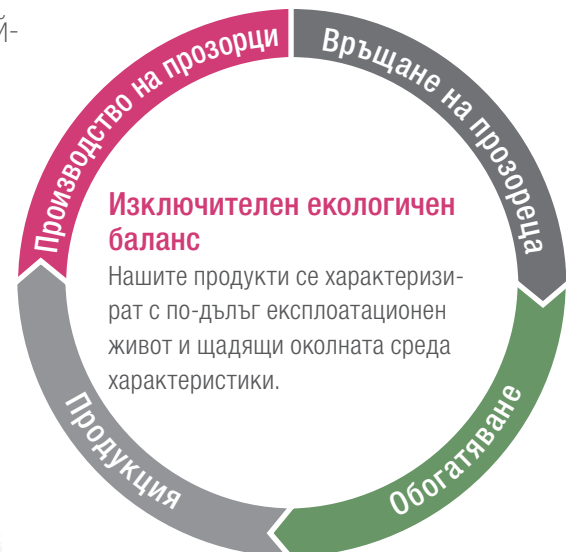 й-
Производство на прозорци
Връщане на прозореца
Изключителен екологичен
баланс
Нашите продукти се характеризи-
рат с по-дълъг експлоатационен
живот и щадящи околната среда
характеристики.
Продукция
Обогатяване